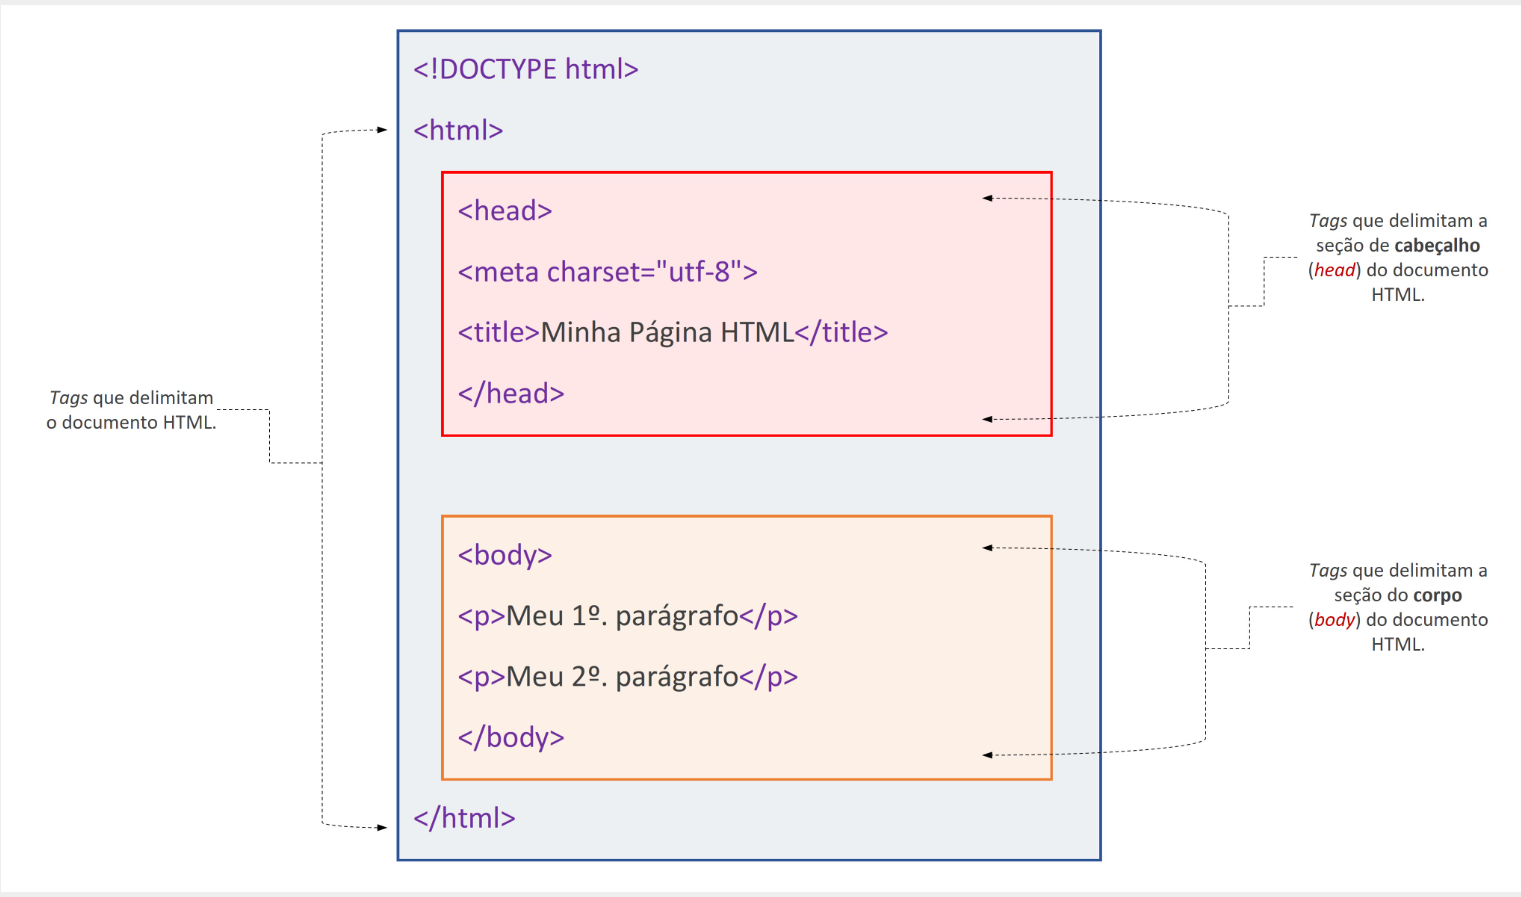 <!DOCTYPE html>
<html>
<head>
<meta charset="utf-8">
<title>Minha Página HTML</title>
</head>
<body>
<p>Meu 1º. parágrafo</p>
<p>Meu 2º. parágrafo</p>
</body>
</html>
Tags que delimitam
o documento HTML.
Tags que delimitam a
seção de cabeçalho
(head) do documento
HTML.
Tags que delimitam a
seção do corpo
(body) do documento
HTML.